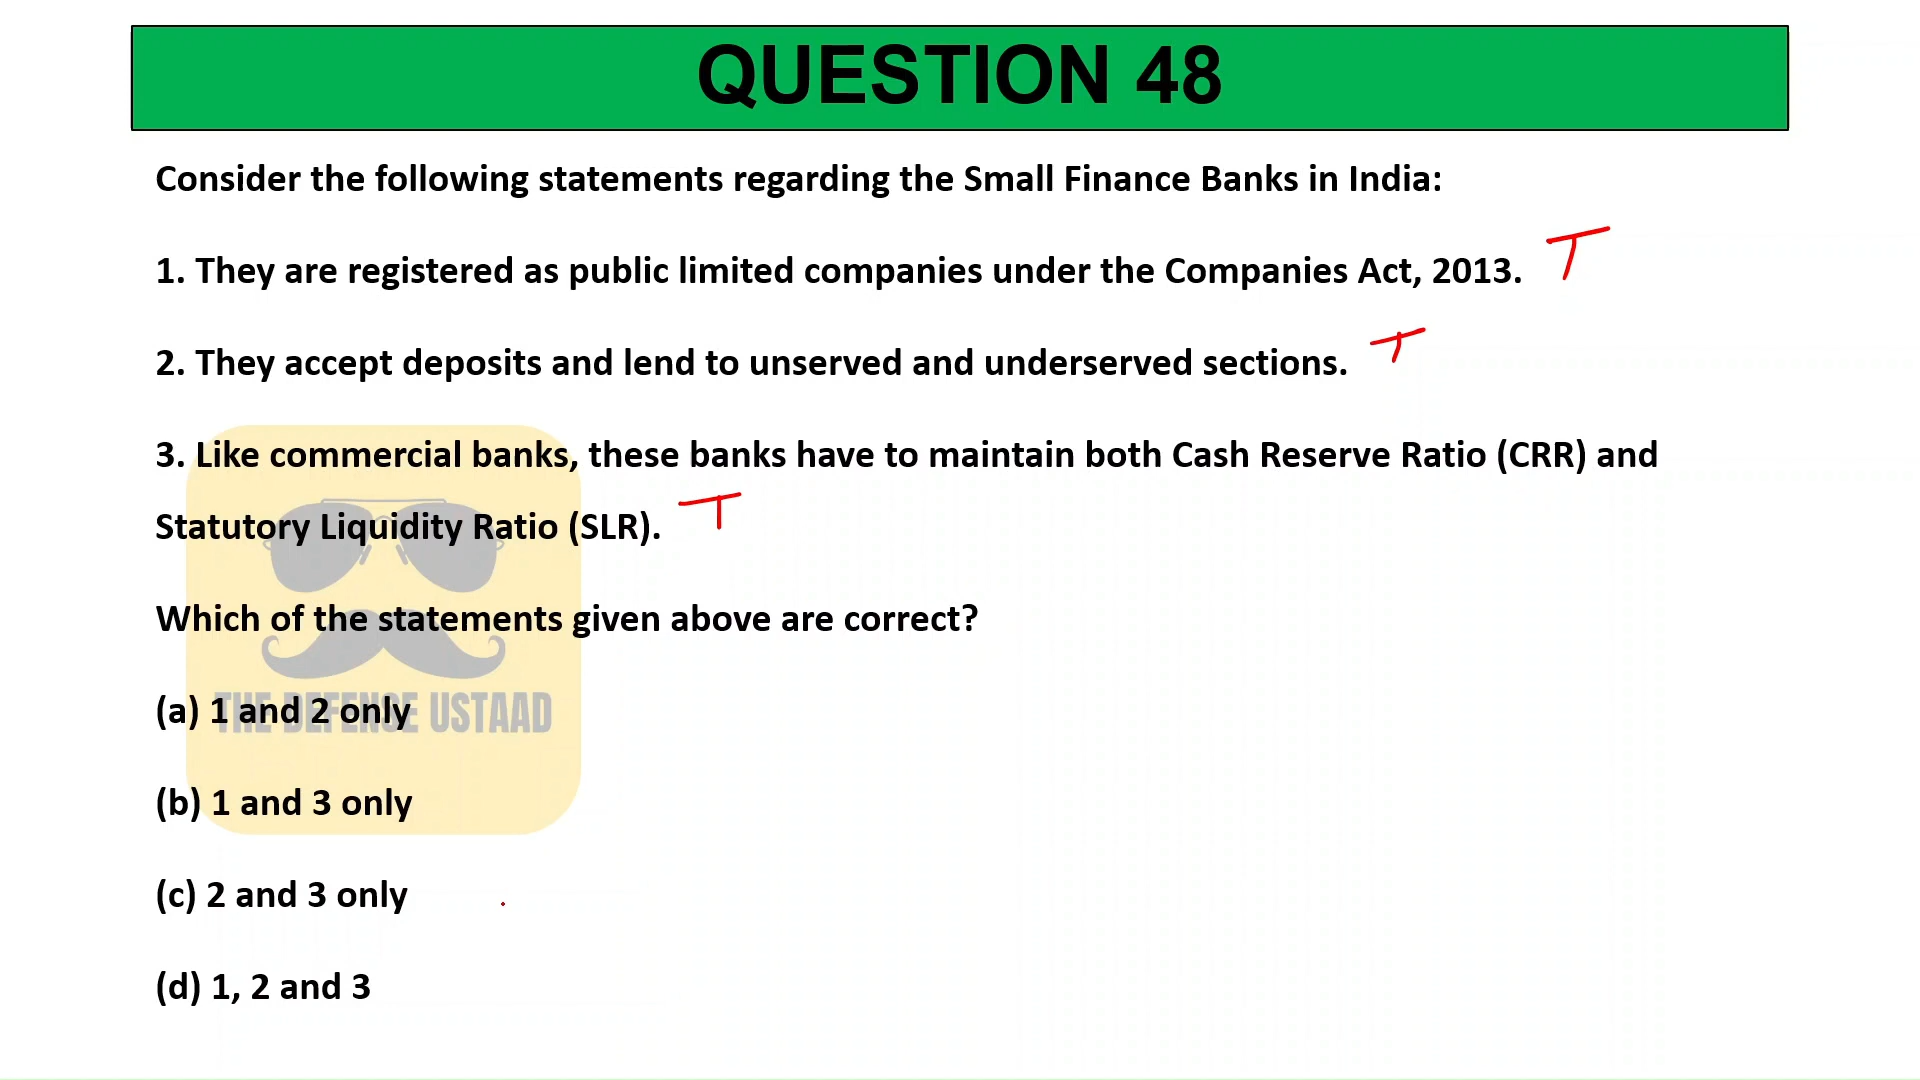 QUESTION 48
Consider the following statements regarding the Small Finance Banks in India:
1. They are registered as public limited companies under the Companies Act, 2013. T
2. They accept deposits and lend to unserved and underserved sections. T
3. Like commercial banks, these banks have to maintain both Cash Reserve Ratio (CRR) and
Statutory Liquidity Ratio (SLR). T
Which of the statements given above are correct?
(a) 1 and 2 only
THE DEFENCE USTAAD
(b) 1 and 3 only
(c) 2 and 3 only
(d) 1, 2 and 3